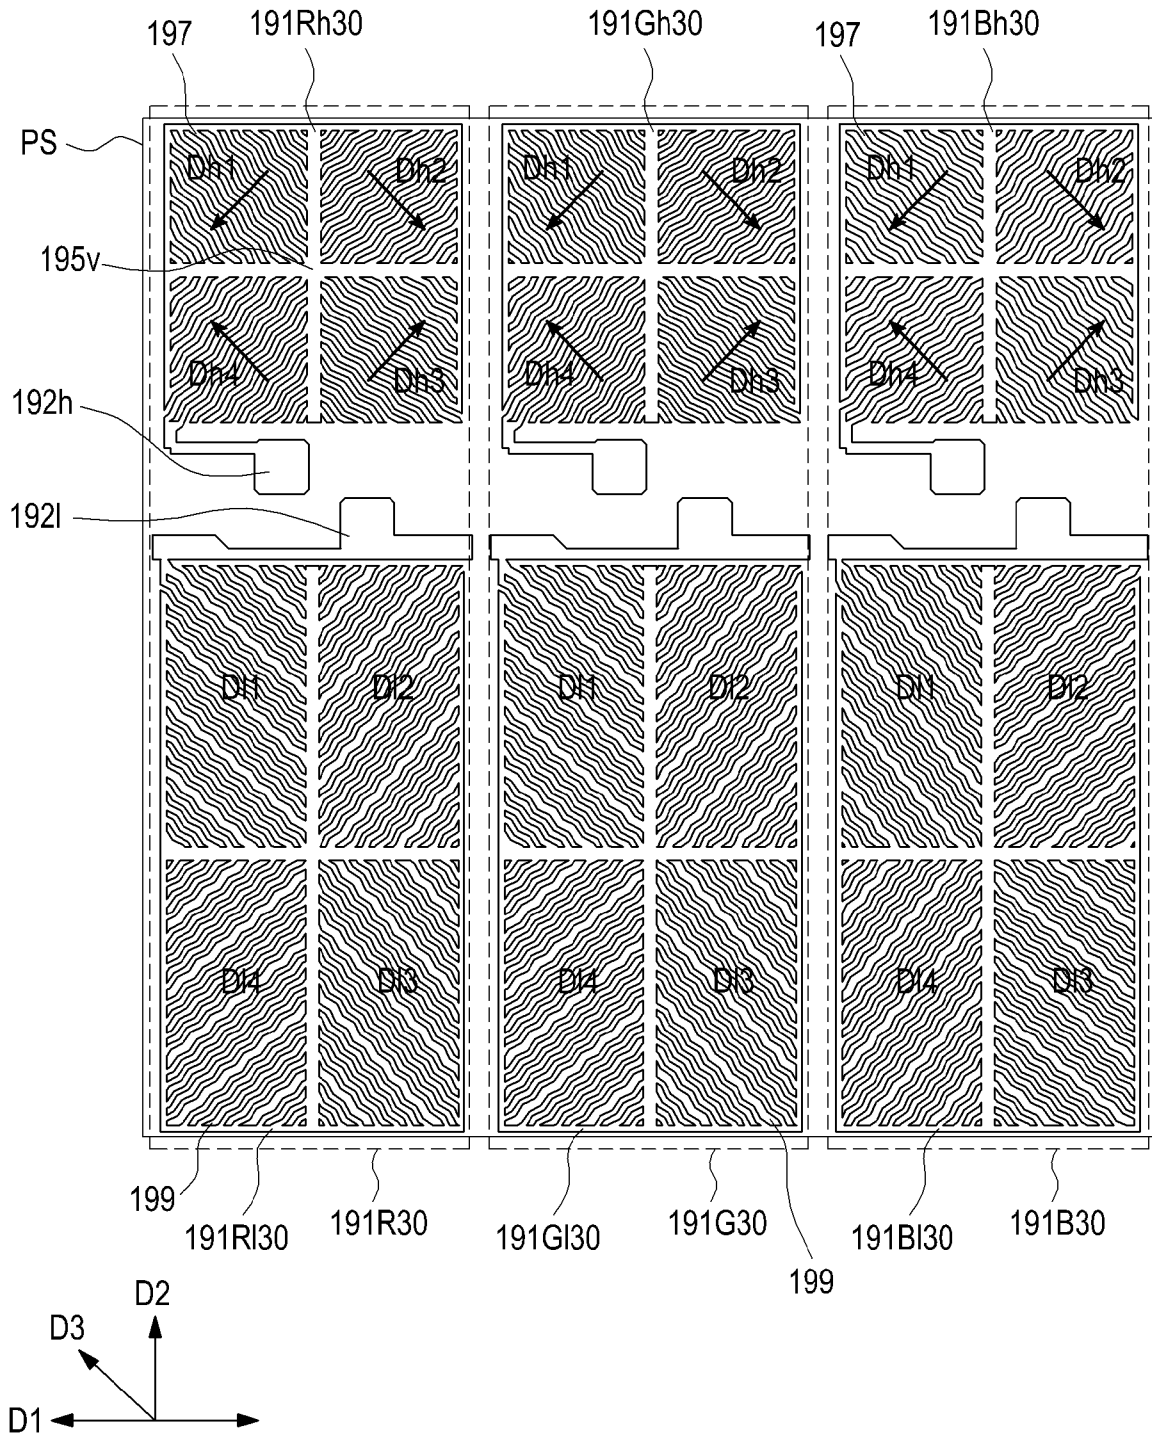 197 191Rh30 191Gh30 197 191Bh30
PS
Dh1 Dh2 Dh1 Dh2 Dh1 Dh2
195v
Dh4 Dh3 Dh4 Dh3 Dh4 Dh3
192h
192l
Dl1 Dl2 Dl1 Dl2 Dl1 Dl2
Dl4 Dl3 Dl4 Dl3 Dl4 Dl3
199 191Rl30 191R30 191Gl30 191G30 191Bl30 191B30
199
D2
D3
D1